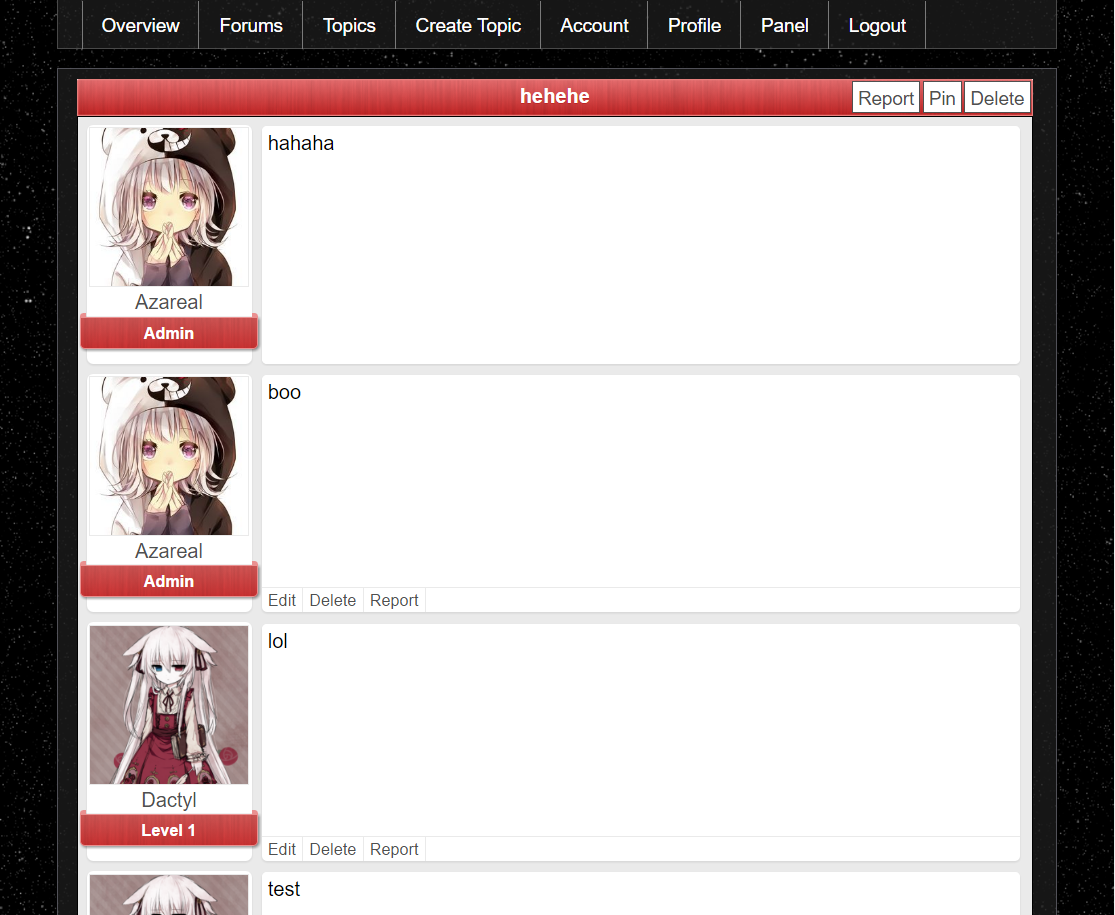 Overview Forums Topics Create Topic Account Profile Panel Logout
hehehe Report Pin Delete
hahaha
Azareal
Admin
boo
Azareal
Admin
Edit Delete Report
lol
Dactyl
Level 1
Edit Delete Report
test